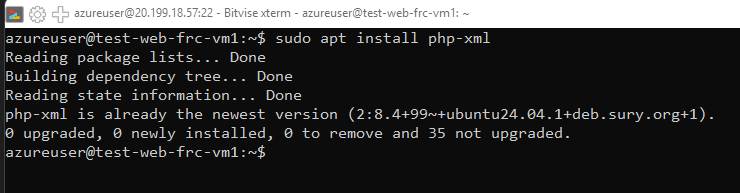 azureuser@20.199.18.57:22 - Bitvise xterm - azureuser@test-web-frc-vm1: ~
azureuser@test-web-frc-vm1:~$ sudo apt install php-xml
Reading package lists... Done
Building dependency tree... Done
Reading state information... Done
php-xml is already the newest version (2:8.4+99~+ubuntu24.04.1+deb.sury.org+1).
0 upgraded, 0 newly installed, 0 to remove and 35 not upgraded.
azureuser@test-web-frc-vm1:~$